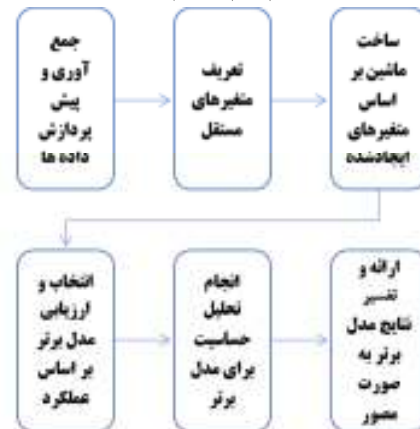 جمع
آوری و
پیش
پردازش
داده ها
تعریف
متغیرهای
مستقل
ساخت
ماشین بر
اساس
متغیرهای
ایجادشده
انتخاب و
ارزیابی
مدل برتر
بر اساس
عملکرد
انجام
تحلیل
حساسیت
برای مدل
برتر
ارائه و
تفسیر
نتایج مدل
برتر به
صورت
مصور